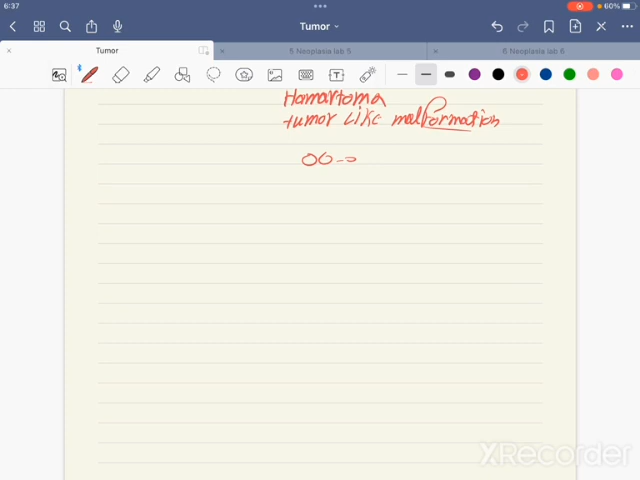 6:37
60%
Tumor
Tumor
5 Neoplasia lab 5
6 Neoplasia lab 6
Hamartoma
tumor Like malformation
XRecorder